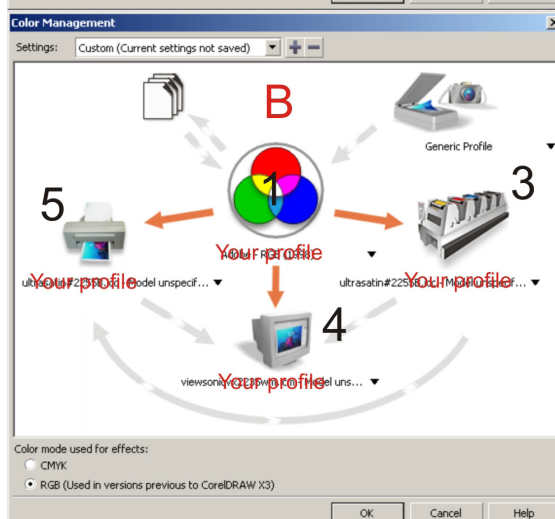 Color Management
Settings: Custom (Current settings not saved)
B
Generic Profile
5
1
3
Your profile
Your profile
Your profile
4
Your profile
Color mode used for effects:
CMYK
RGB (Used in versions previous to CorelDRAW X3)
OK Cancel Help